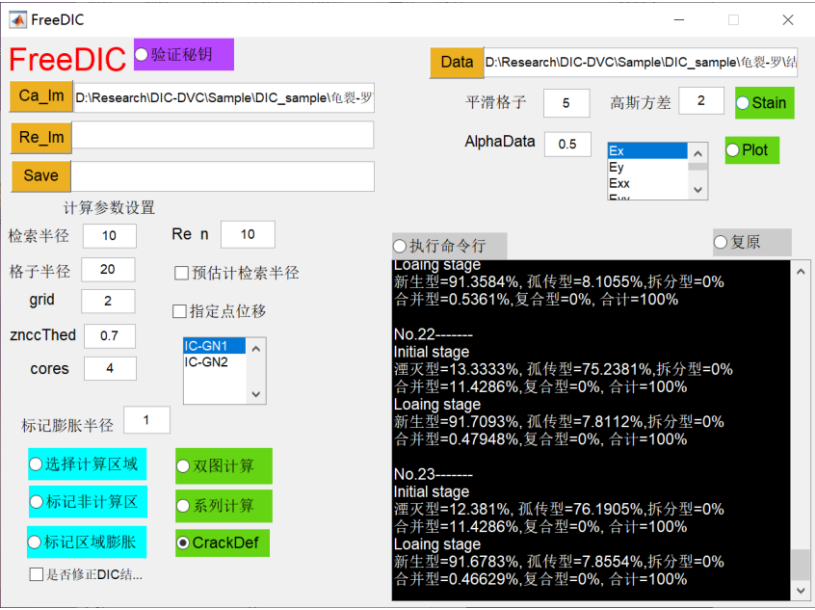 FreeDIC
FreeDIC
验证秘钥
Ca_Im
D:\Research\DIC-DVC\Sample\DIC_sample\龟裂-罗
Re_Im
Save
计算参数设置
检索半径 10
Re n 10
格子半径 20
预估计检索半径
grid 2
指定点位移
znccThed 0.7
cores 4
IC-GN1
IC-GN2
标记膨胀半径 1
选择计算区域
双图计算
标记非计算区
系列计算
标记区域膨胀
CrackDef
是否修正DIC结...
Data
D:\Research\DIC-DVC\Sample\DIC_sample\龟裂-罗\结
平滑格子 5
高斯方差 2
Stain
AlphaData 0.5
Ex
Ey
Exx
Eyy
Plot
执行命令行
复原
Loaing stage
新生型=91.3584%, 孤传型=8.1055%,拆分型=0%
合并型=0.5361%,复合型=0%, 合计=100%
No.22-------
Initial stage
湮灭型=13.3333%, 孤传型=75.2381%,拆分型=0%
合并型=11.4286%,复合型=0%, 合计=100%
Loaing stage
新生型=91.7093%, 孤传型=7.8112%,拆分型=0%
合并型=0.47948%,复合型=0%, 合计=100%
No.23-------
Initial stage
湮灭型=12.381%, 孤传型=76.1905%,拆分型=0%
合并型=11.4286%,复合型=0%, 合计=100%
Loaing stage
新生型=91.6783%, 孤传型=7.8554%,拆分型=0%
合并型=0.46629%,复合型=0%, 合计=100%